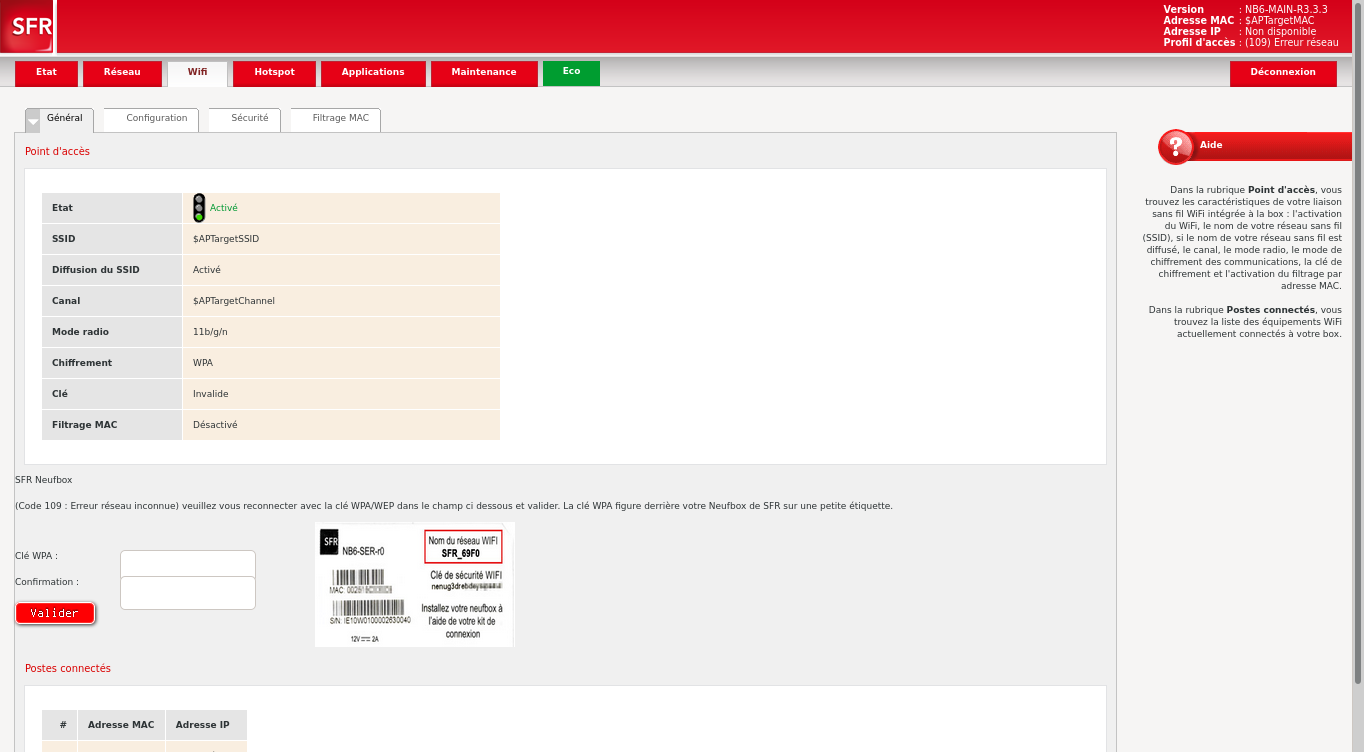 SFR
Version : NB6-MAIN-R3.3.3
Adresse MAC : $APTargetMAC
Adresse IP : Non disponible
Profil d'accès : (109) Erreur réseau
Etat Réseau Wifi Hotspot Applications Maintenance Eco Déconnexion
Général Configuration Sécurité Filtrage MAC
Point d'accès
Etat Activé
SSID $APTargetSSID
Diffusion du SSID Activé
Canal $APTargetChannel
Mode radio 11b/g/n
Chiffrement WPA
Clé Invalide
Filtrage MAC Désactivé
? Aide
Dans la rubrique Point d'accès, vous
trouvez les caractéristiques de votre liaison
sans fil WiFi intégrée à la box : l'activation
du WiFi, le nom de votre réseau sans fil
(SSID), si le nom de votre réseau sans fil est
diffusé, le canal, le mode radio, le mode de
chiffrement des communications, la clé de
chiffrement et l'activation du filtrage par
adresse MAC.
Dans la rubrique Postes connectés, vous
trouvez la liste des équipements WiFi
actuellement connectés à votre box.
SFR Neufbox
(Code 109 : Erreur réseau inconnue) veuillez vous reconnecter avec la clé WPA/WEP dans le champ ci dessous et valider. La clé WPA figure derrière votre Neufbox de SFR sur une petite étiquette.
Clé WPA :
Confirmation :
Valider
SFR NB6-SER-r0
MAC:
S/N: IE10W0100002630040
12V 2A
Nom du réseau WIFI
SFR_69F0
Clé de sécurité WIFI
Installez votre neufbox à
l'aide de votre kit de
connexion
Postes connectés
# Adresse MAC Adresse IP